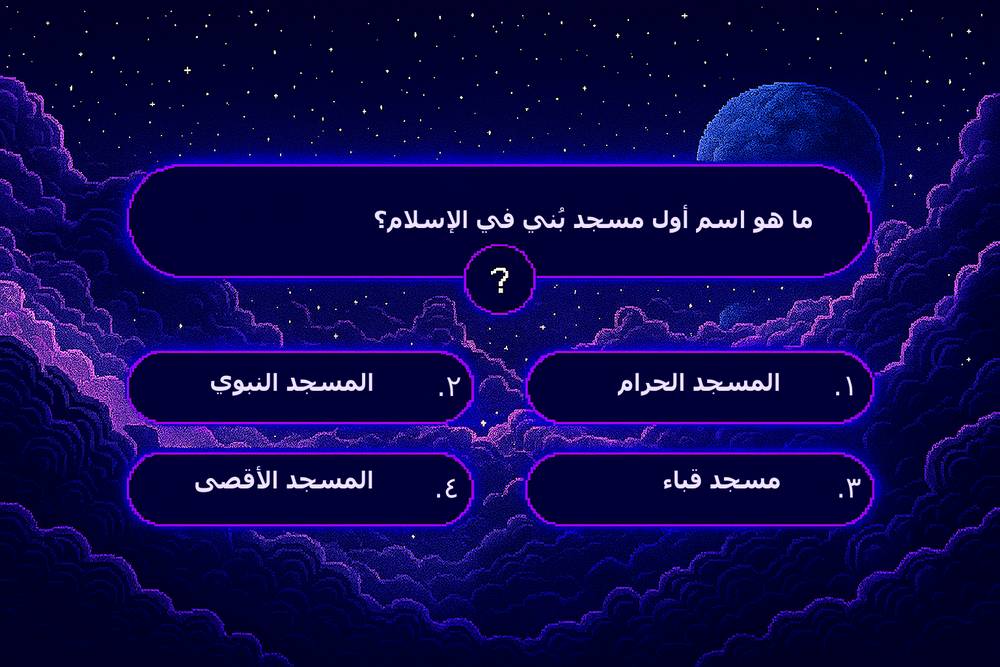 ما هو اسم أول مسجد بُني في الإسلام؟
?
١. المسجد الحرام
٢. المسجد النبوي
٣. مسجد قباء
٤. المسجد الأقصى